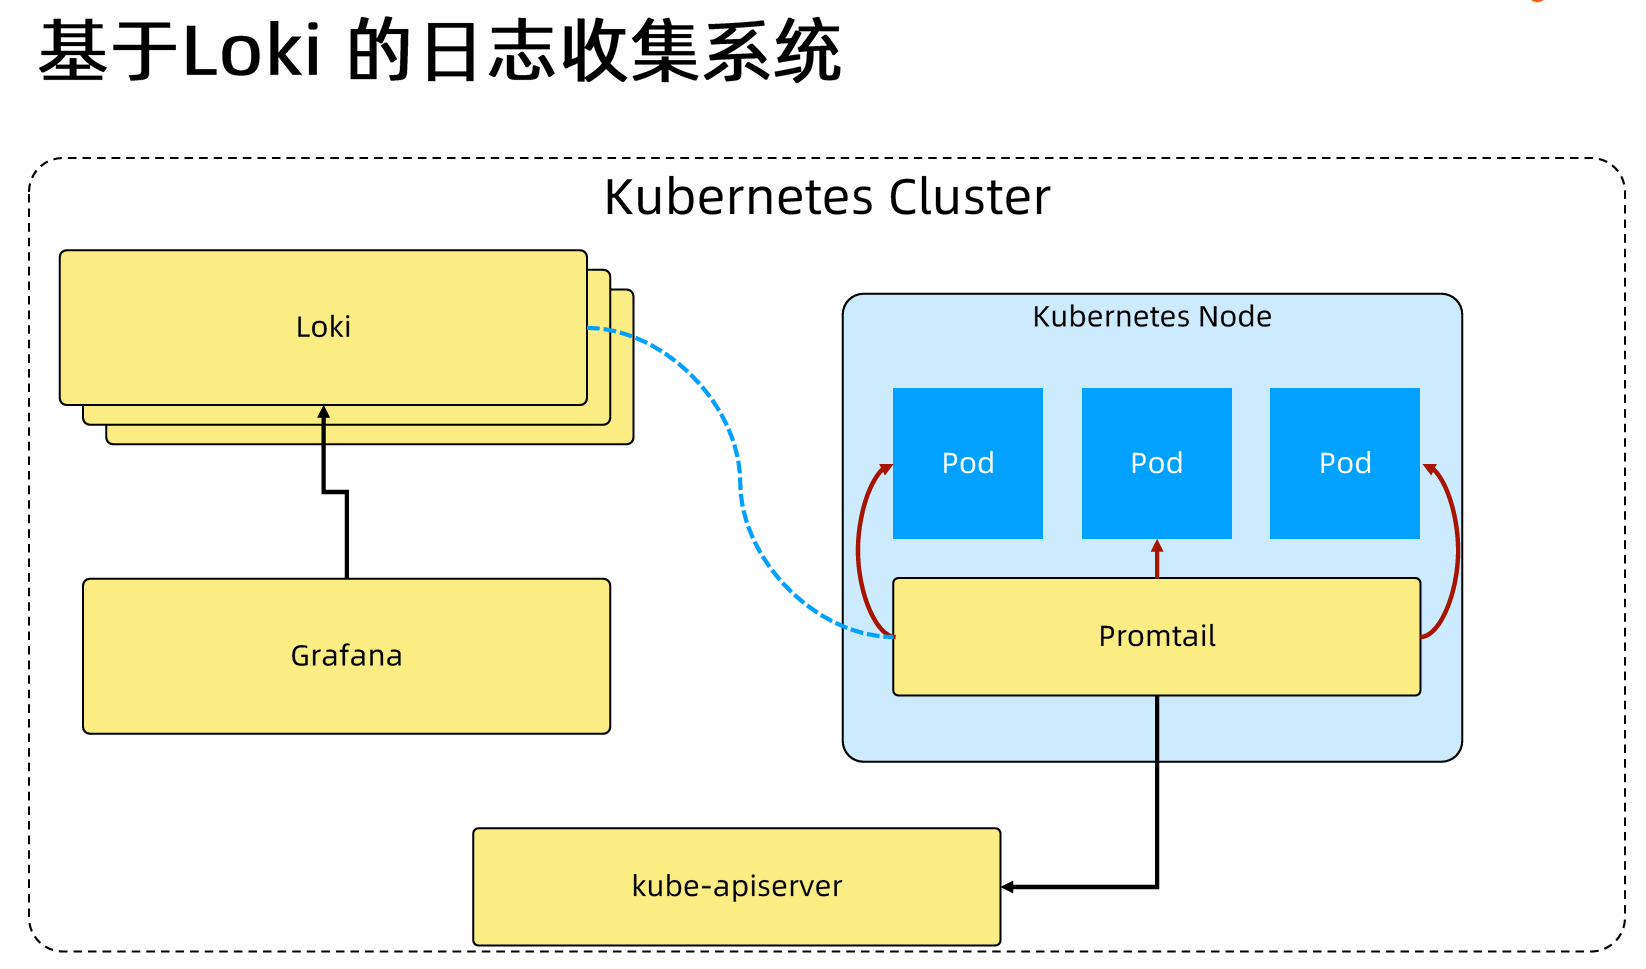 基于Loki 的日志收集系统
Kubernetes Cluster
Loki
Kubernetes Node
Pod Pod Pod
Promtail
Grafana
kube-apiserver